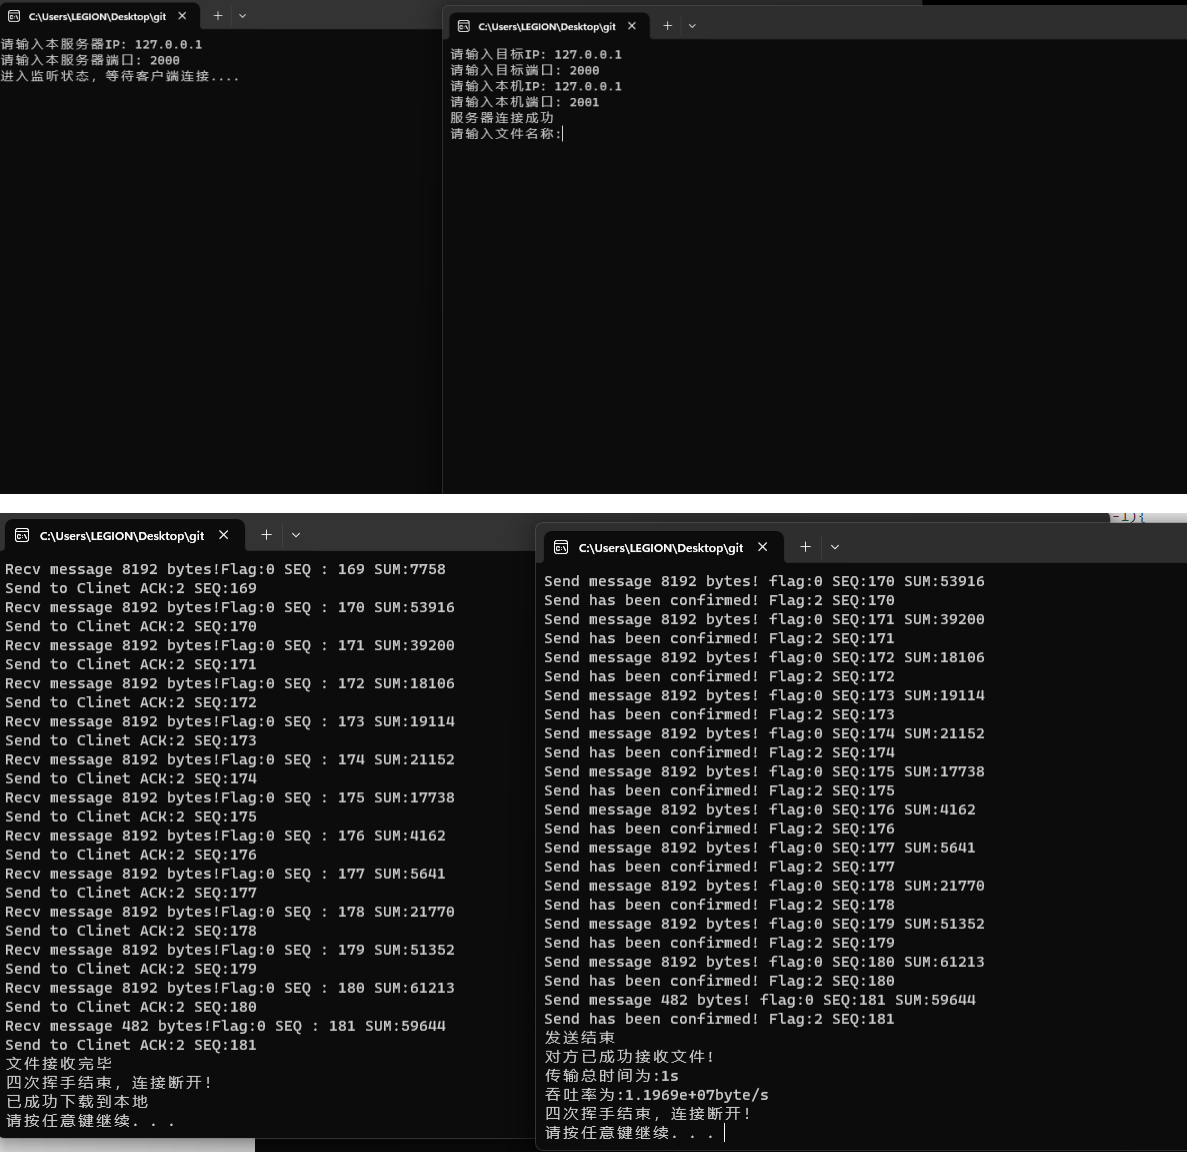 C:\Users\LEGION\Desktop\git
请输入本服务器IP: 127.0.0.1
请输入本服务器端口: 2000
进入监听状态, 等待客户端连接....
C:\Users\LEGION\Desktop\git
请输入目标IP: 127.0.0.1
请输入目标端口: 2000
请输入本机IP: 127.0.0.1
请输入本机端口: 2001
服务器连接成功
请输入文件名称:
C:\Users\LEGION\Desktop\git
Recv message 8192 bytes!Flag:0 SEQ : 169 SUM:7758
Send to Clinet ACK:2 SEQ:169
Recv message 8192 bytes!Flag:0 SEQ : 170 SUM:53916
Send to Clinet ACK:2 SEQ:170
Recv message 8192 bytes!Flag:0 SEQ : 171 SUM:39200
Send to Clinet ACK:2 SEQ:171
Recv message 8192 bytes!Flag:0 SEQ : 172 SUM:18106
Send to Clinet ACK:2 SEQ:172
Recv message 8192 bytes!Flag:0 SEQ : 173 SUM:19114
Send to Clinet ACK:2 SEQ:173
Recv message 8192 bytes!Flag:0 SEQ : 174 SUM:21152
Send to Clinet ACK:2 SEQ:174
Recv message 8192 bytes!Flag:0 SEQ : 175 SUM:17738
Send to Clinet ACK:2 SEQ:175
Recv message 8192 bytes!Flag:0 SEQ : 176 SUM:4162
Send to Clinet ACK:2 SEQ:176
Recv message 8192 bytes!Flag:0 SEQ : 177 SUM:5641
Send to Clinet ACK:2 SEQ:177
Recv message 8192 bytes!Flag:0 SEQ : 178 SUM:21770
Send to Clinet ACK:2 SEQ:178
Recv message 8192 bytes!Flag:0 SEQ : 179 SUM:51352
Send to Clinet ACK:2 SEQ:179
Recv message 8192 bytes!Flag:0 SEQ : 180 SUM:61213
Send to Clinet ACK:2 SEQ:180
Recv message 482 bytes!Flag:0 SEQ : 181 SUM:59644
Send to Clinet ACK:2 SEQ:181
文件接收完毕
四次挥手结束, 连接断开!
已成功下载到本地
请按任意键继续. . .
-1){
C:\Users\LEGION\Desktop\git
Send message 8192 bytes! flag:0 SEQ:170 SUM:53916
Send has been confirmed! Flag:2 SEQ:170
Send message 8192 bytes! flag:0 SEQ:171 SUM:39200
Send has been confirmed! Flag:2 SEQ:171
Send message 8192 bytes! flag:0 SEQ:172 SUM:18106
Send has been confirmed! Flag:2 SEQ:172
Send message 8192 bytes! flag:0 SEQ:173 SUM:19114
Send has been confirmed! Flag:2 SEQ:173
Send message 8192 bytes! flag:0 SEQ:174 SUM:21152
Send has been confirmed! Flag:2 SEQ:174
Send message 8192 bytes! flag:0 SEQ:175 SUM:17738
Send has been confirmed! Flag:2 SEQ:175
Send message 8192 bytes! flag:0 SEQ:176 SUM:4162
Send has been confirmed! Flag:2 SEQ:176
Send message 8192 bytes! flag:0 SEQ:177 SUM:5641
Send has been confirmed! Flag:2 SEQ:177
Send message 8192 bytes! flag:0 SEQ:178 SUM:21770
Send has been confirmed! Flag:2 SEQ:178
Send message 8192 bytes! flag:0 SEQ:179 SUM:51352
Send has been confirmed! Flag:2 SEQ:179
Send message 8192 bytes! flag:0 SEQ:180 SUM:61213
Send has been confirmed! Flag:2 SEQ:180
Send message 482 bytes! flag:0 SEQ:181 SUM:59644
Send has been confirmed! Flag:2 SEQ:181
发送结束
对方已成功接收文件!
传输总时间为:1s
吞吐率为:1.1969e+07byte/s
四次挥手结束, 连接断开!
请按任意键继续. . .